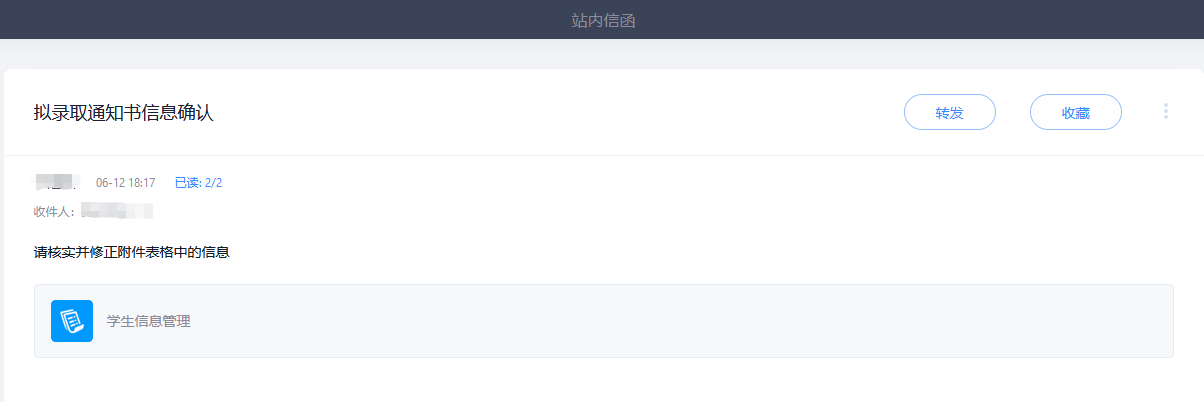 站内信函
拟录取通知书信息确认
转发
收藏
06-12 18:17 已读: 2/2
收件人：
请核实并修正附件表格中的信息
学生信息管理